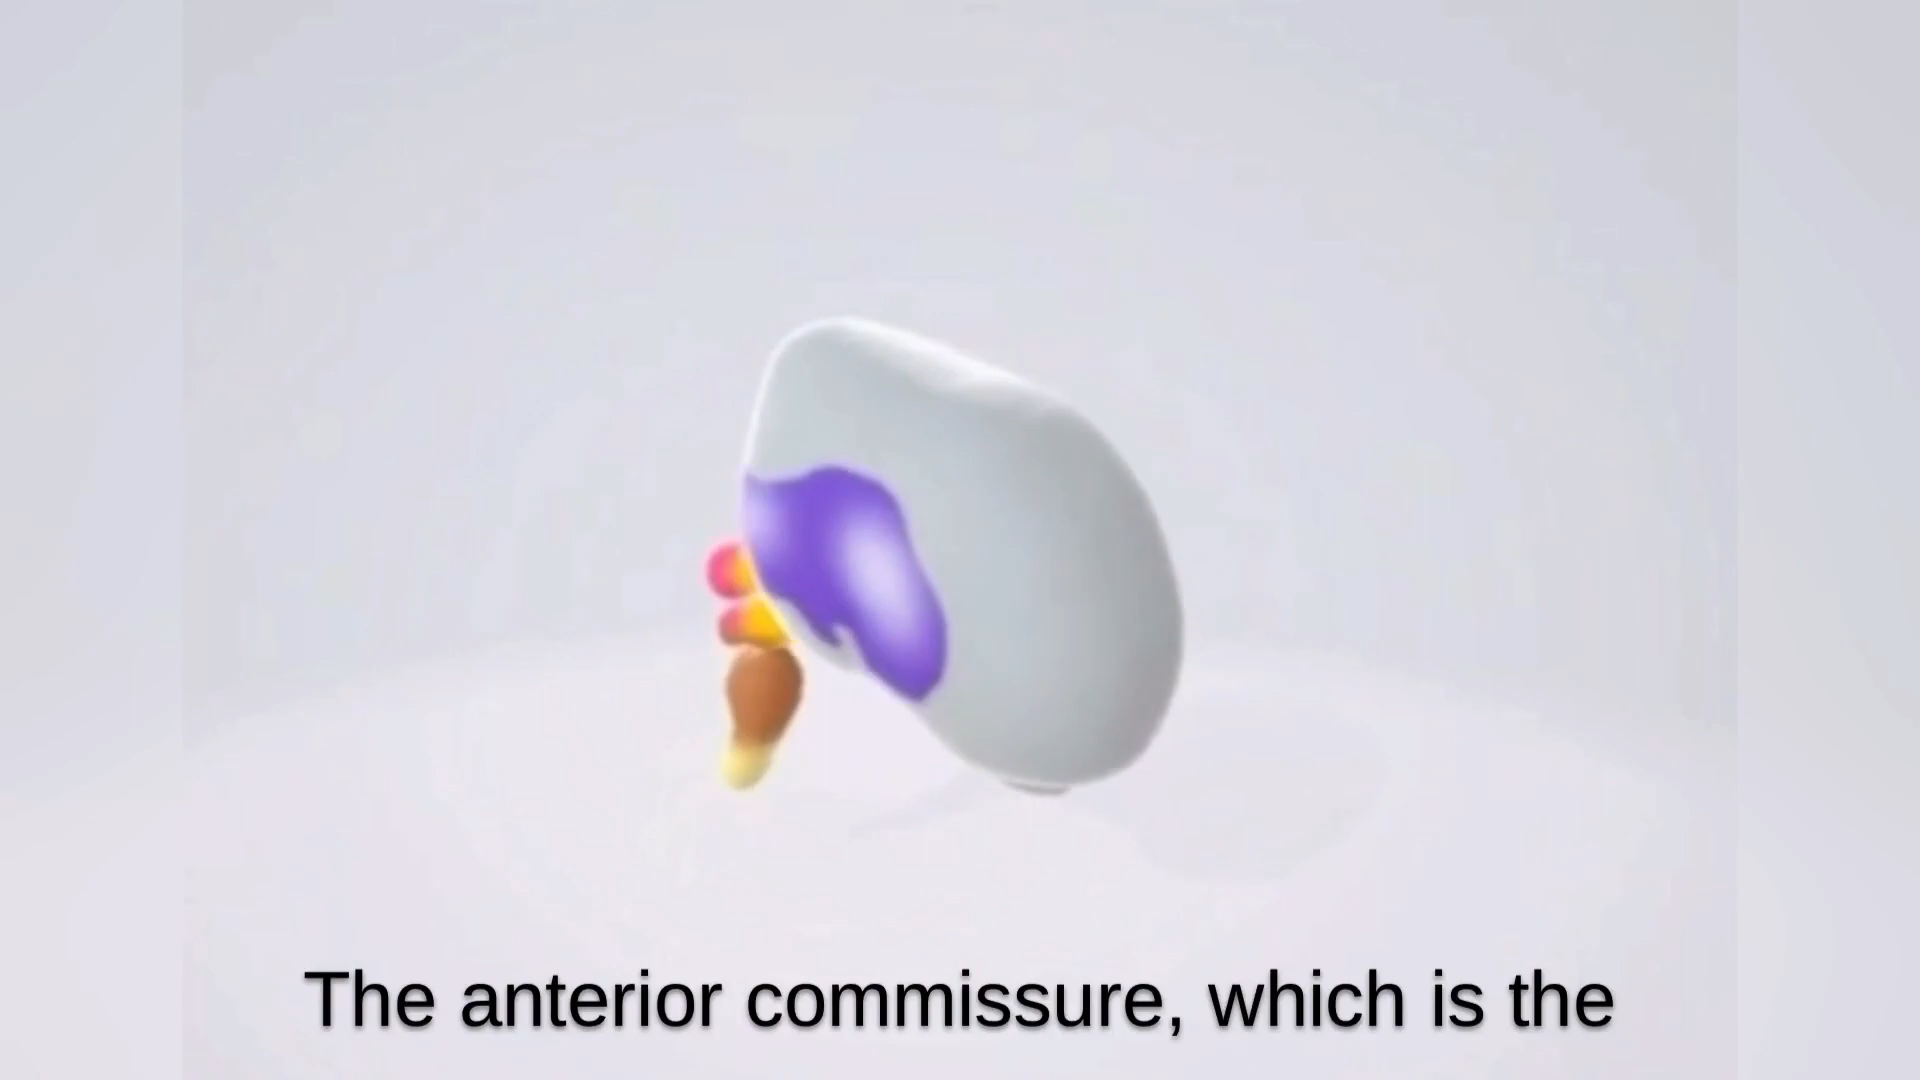 The anterior commissure, which is the